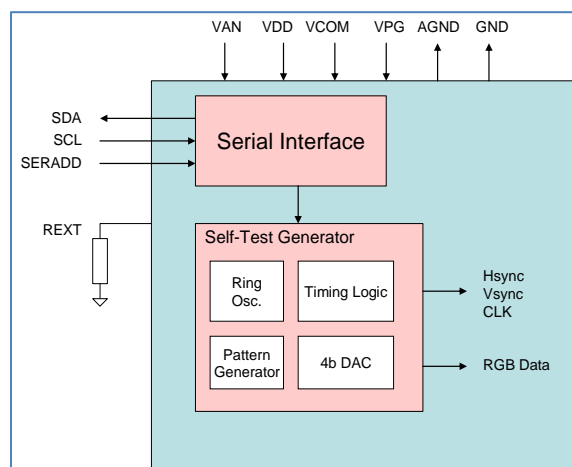 VAN VDD VCOM VPG AGND GND
SDA
SCL
SERADD
Serial Interface
REXT
Self-Test Generator
Ring
Osc.
Timing Logic
Pattern
Generator
4b DAC
Hsync
Vsync
CLK
RGB Data